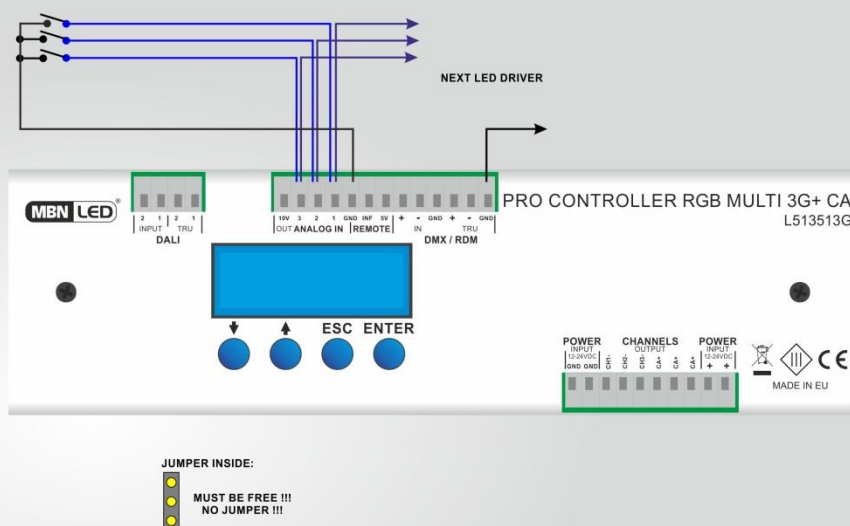 NEXT LED DRIVER
MBN LED®
PRO CONTROLLER RGB MULTI 3G+ CA
L513513G
2 1 2 1
INPUT TRU
DALI
10V 3 2 1 GND INF 5V + - GND + - GND
OUT ANALOG IN REMOTE IN TRU
DMX / RDM
ESC ENTER
POWER CHANNELS POWER
INPUT OUTPUT INPUT
12-24VDC 12-24VDC
GND GND CH1- CH2- CH3- CA+ CA+ CA+ + +
III CE
MADE IN EU
JUMPER INSIDE:
MUST BE FREE !!!
NO JUMPER !!!